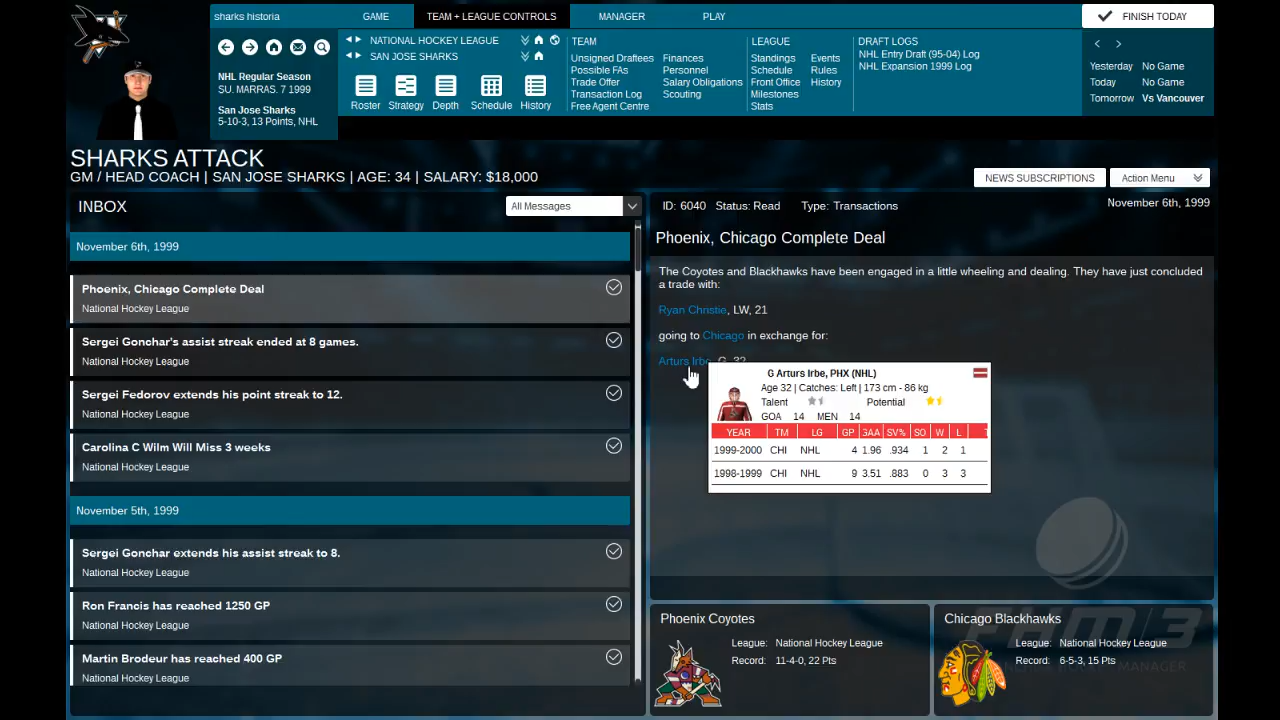 sharks historia
GAME
TEAM + LEAGUE CONTROLS
MANAGER
PLAY
FINISH TODAY
NATIONAL HOCKEY LEAGUE
SAN JOSE SHARKS
NHL Regular Season
SU. MARRAS. 7 1999
San Jose Sharks
5-10-3, 13 Points, NHL
Roster
Strategy
Depth
Schedule
History
TEAM
Unsigned Draftees
Finances
Possible FAs
Personnel
Trade Offer
Salary Obligations
Transaction Log
Scouting
Free Agent Centre
LEAGUE
Standings
Events
Schedule
Rules
Front Office
History
Milestones
Stats
DRAFT LOGS
NHL Entry Draft (95-04) Log
NHL Expansion 1999 Log
Yesterday No Game
Today No Game
Tomorrow Vs Vancouver
SHARKS ATTACK
GM / HEAD COACH | SAN JOSE SHARKS | AGE: 34 | SALARY: $18,000
NEWS SUBSCRIPTIONS
Action Menu
INBOX
All Messages
November 6th, 1999
Phoenix, Chicago Complete Deal
National Hockey League
Sergei Gonchar's assist streak ended at 8 games.
National Hockey League
Sergei Fedorov extends his point streak to 12.
National Hockey League
Carolina C Wilm Will Miss 3 weeks
National Hockey League
November 5th, 1999
Sergei Gonchar extends his assist streak to 8.
National Hockey League
Ron Francis has reached 1250 GP
National Hockey League
Martin Brodeur has reached 400 GP
National Hockey League
ID: 6040 Status: Read Type: Transactions
November 6th, 1999
Phoenix, Chicago Complete Deal
The Coyotes and Blackhawks have been engaged in a little wheeling and dealing. They have just concluded
a trade with:
Ryan Christie, LW, 21
going to Chicago in exchange for:
Arturs Irbe, G, 32
G Arturs Irbe, PHX (NHL)
Age 32 | Catches: Left | 173 cm - 86 kg
Talent Potential
GOA 14 MEN 14
YEAR TM LG GP GAA SV% SO W L
1999-2000 CHI NHL 4 1.96 .934 1 2 1
1998-1999 CHI NHL 9 3.51 .883 0 3 3
Phoenix Coyotes
League: National Hockey League
Record: 11-4-0, 22 Pts
Chicago Blackhawks
League: National Hockey League
Record: 6-5-3, 15 Pts
FHM 3
MANAGER